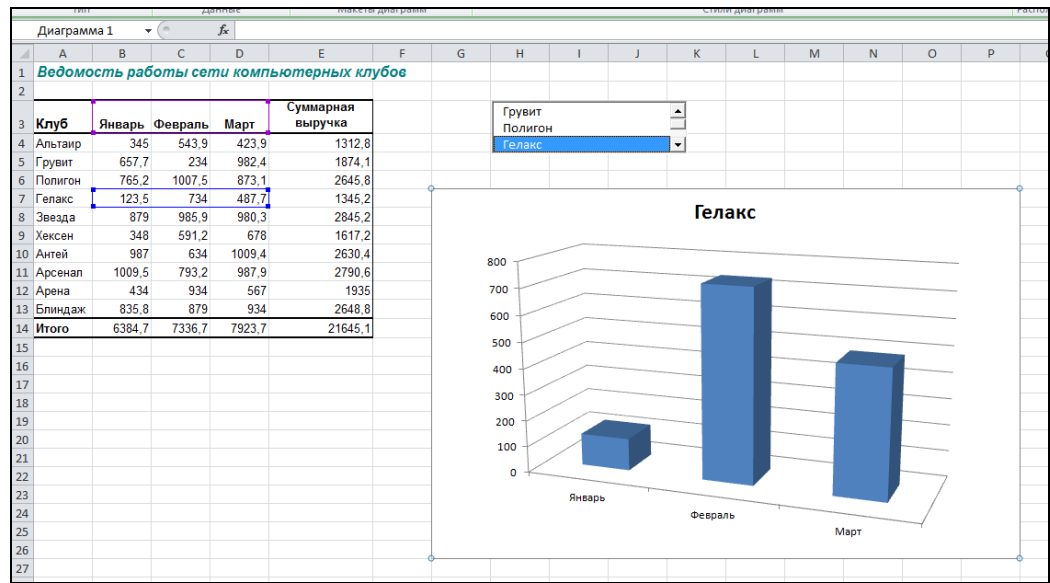 Тип Данные Макеты диаграмм Стили диаграмм
Диаграмма 1 fx
A B C D E F G H I J K L M N O P
1 Ведомость работы сети компьютерных клубов
2
3 Клуб Январь Февраль Март Суммарная выручка
4 Альтаир 345 543,9 423,9 1312,8
5 Грувит 657,7 234 982,4 1874,1
6 Полигон 765,2 1007,5 873,1 2645,8
7 Гелакс 123,5 734 487,7 1345,2
8 Звезда 879 985,9 980,3 2845,2
9 Хексен 348 591,2 678 1617,2
10 Антей 987 634 1009,4 2630,4
11 Арсенал 1009,5 793,2 987,9 2790,6
12 Арена 434 934 567 1935
13 Блиндаж 835,8 879 934 2648,8
14 Итого 6384,7 7336,7 7923,7 21645,1
15
16
17
18
19
20
21
22
23
24
25
26
27
Грувит
Полигон
Гелакс
Гелакс
800
700
600
500
400
300
200
100
0
Январь
Февраль
Март